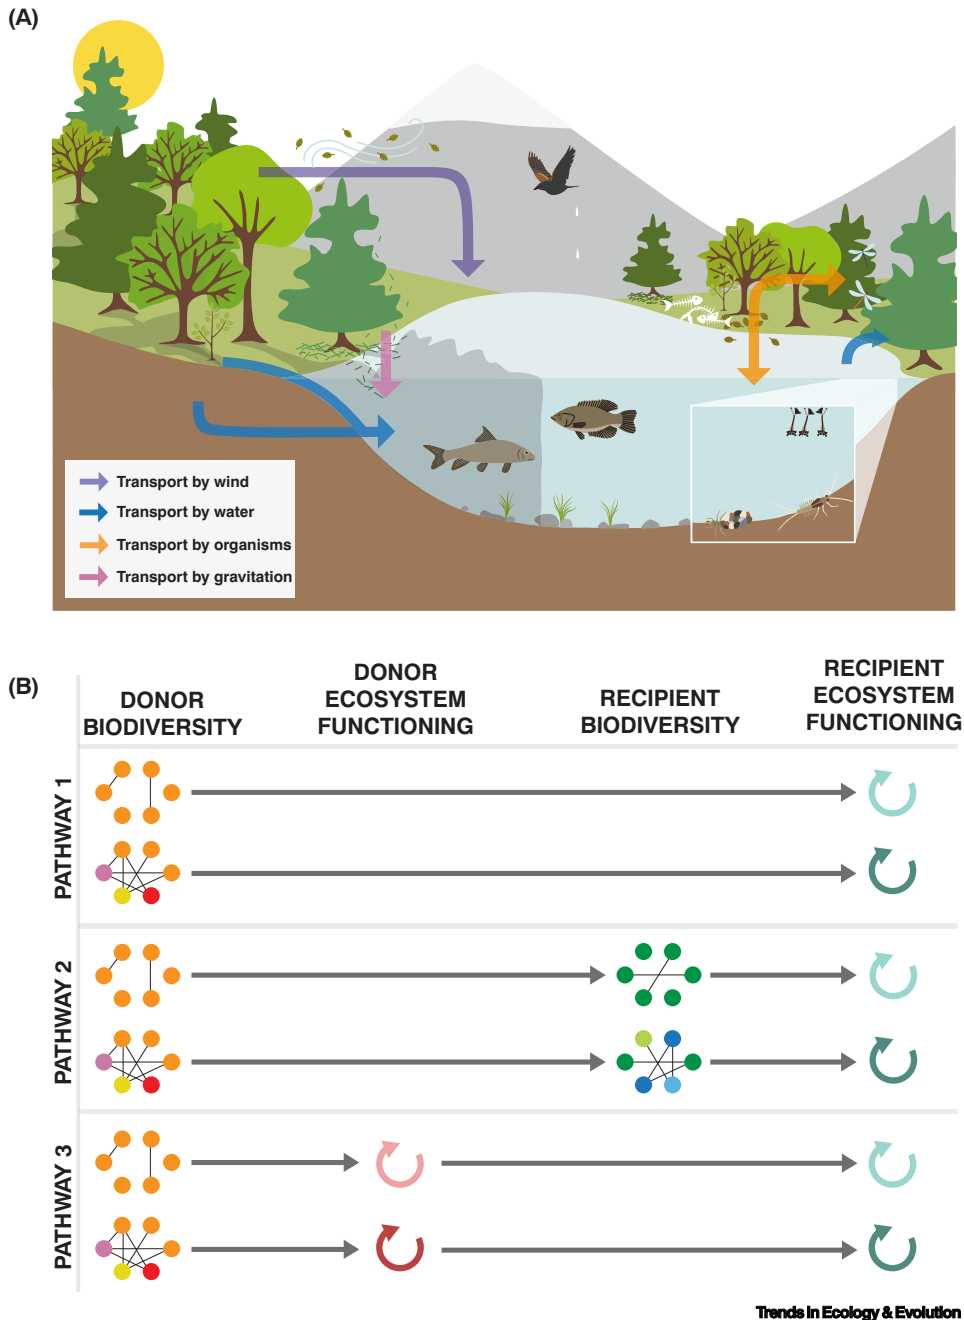 (A)
Transport by wind
Transport by water
Transport by organisms
Transport by gravitation
(B)
DONOR
BIODIVERSITY
DONOR
ECOSYSTEM
FUNCTIONING
RECIPIENT
BIODIVERSITY
RECIPIENT
ECOSYSTEM
FUNCTIONING
PATHWAY 1
PATHWAY 2
PATHWAY 3
Trends in Ecology & Evolution